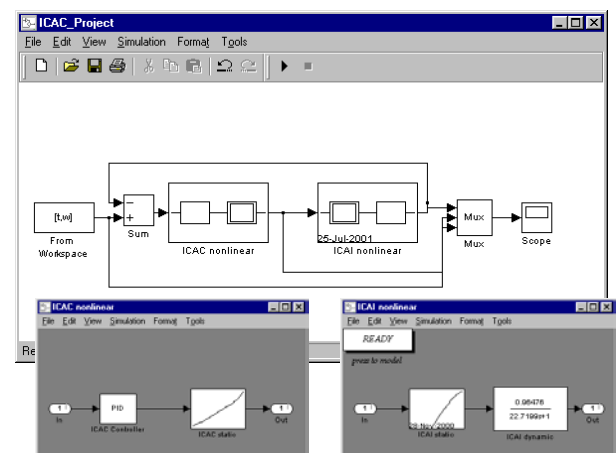 ICAC_Project
File Edit View Simulation Format Tools
[t,w]
From
Workspace
−
+
Sum
ICAC nonlinear
25-Jul-2001
ICAI nonlinear
Mux
Mux
Scope
Re
ICAC nonlinear
File Edit View Simulation Format Tools
1
In
PID
ICAC Controller
ICAC static
1
Out
ICAI nonlinear
File Edit View Simulation Format Tools
READY
press to model
1
In
28-Nov-2000
ICAI static
0.96476
22.7199s+1
ICAI dynamic
1
Out